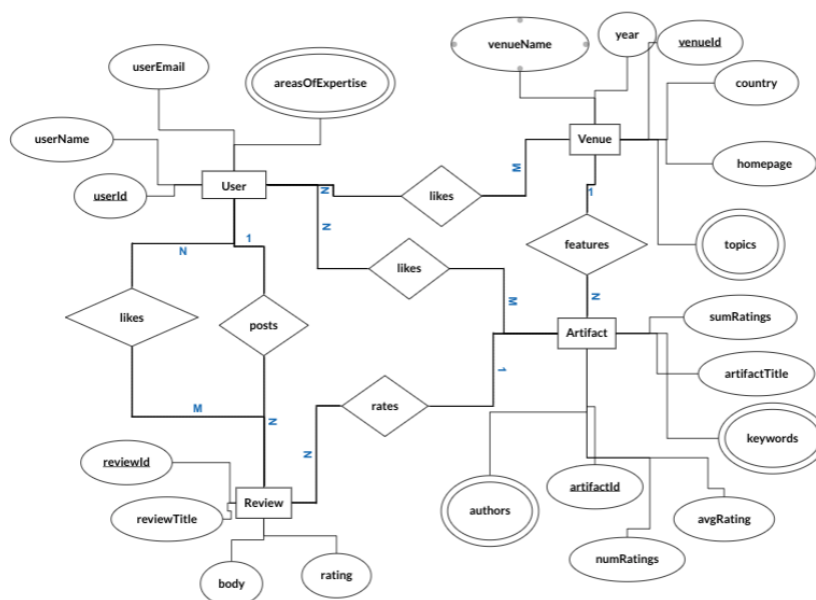 year
venueName
venueId
userEmail
areasOfExpertise
country
userName
Venue
homepage
User
userId
likes
M
N
1
N
1
N
topics
features
likes
likes
posts
N
M
sumRatings
Artifact
artifactTitle
1
rates
M
N
keywords
reviewId
N
artifactId
Review
authors
reviewTitle
avgRating
numRatings
rating
body